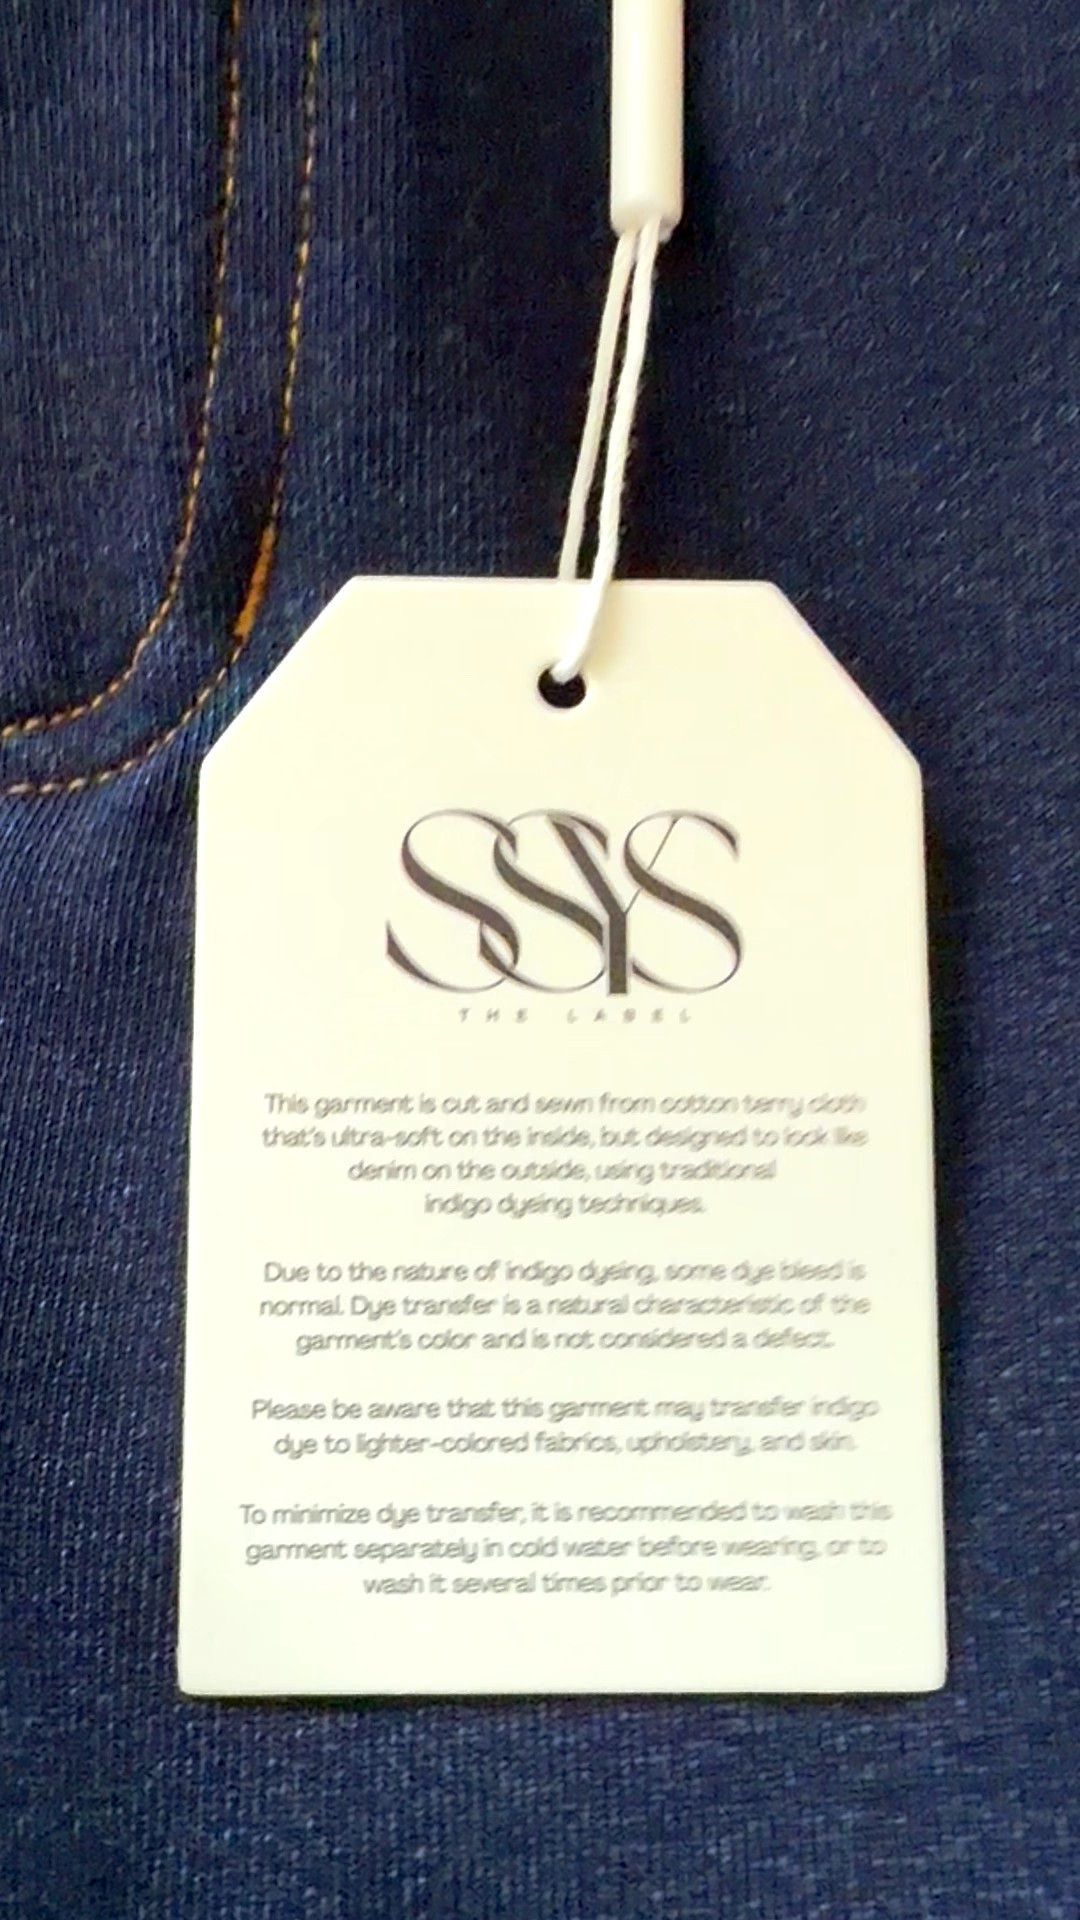 SSYS
THE LABEL
This garment is cut and sewn from cotton terry cloth
that's ultra-soft on the inside, but designed to look like
denim on the outside, using traditional
indigo dyeing techniques.
Due to the nature of indigo dyeing, some dye bleed is
normal. Dye transfer is a natural characteristic of the
garment's color and is not considered a defect.
Please be aware that this garment may transfer indigo
dye to lighter-colored fabrics, upholstery, and skin.
To minimize dye transfer, it is recommended to wash this
garment separately in cold water before wearing, or to
wash it several times prior to wear.